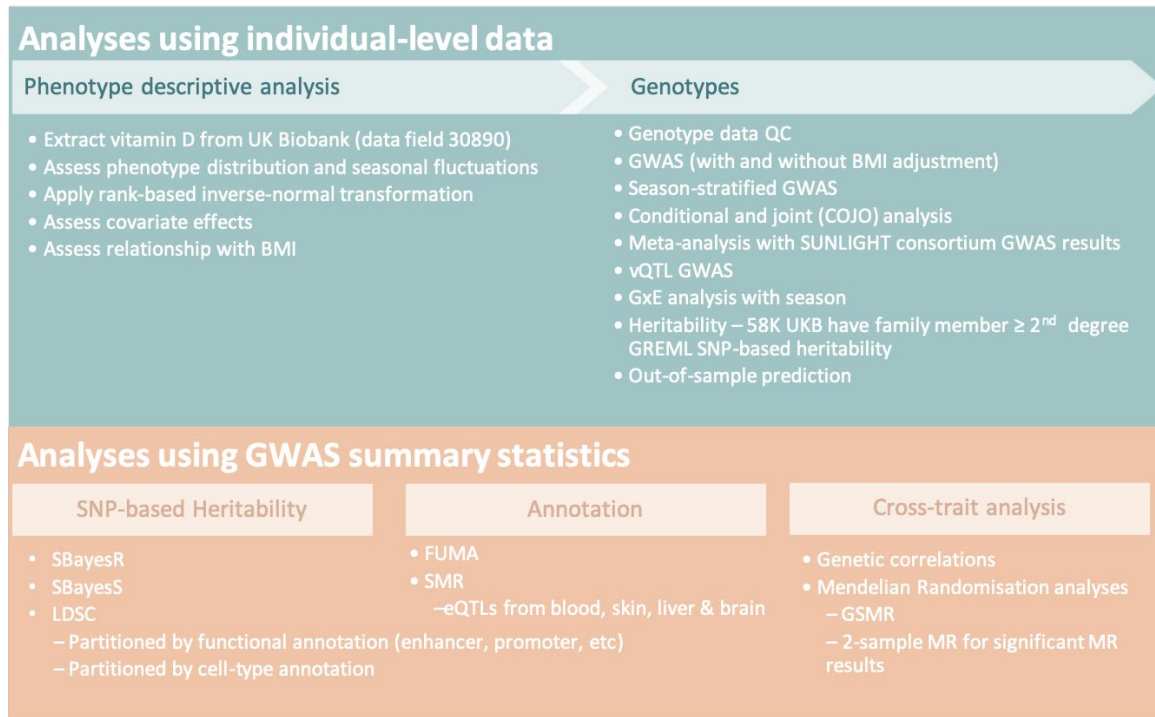 Analyses using individual-level data
Phenotype descriptive analysis
• Extract vitamin D from UK Biobank (data field 30890)
• Assess phenotype distribution and seasonal fluctuations
• Apply rank-based inverse-normal transformation
• Assess covariate effects
• Assess relationship with BMI
Genotypes
• Genotype data QC
• GWAS (with and without BMI adjustment)
• Season-stratified GWAS
• Conditional and joint (COJO) analysis
• Meta-analysis with SUNLIGHT consortium GWAS results
• vQTL GWAS
• GxE analysis with season
• Heritability – 58K UKB have family member ≥ 2nd degree
GREML SNP-based heritability
• Out-of-sample prediction
Analyses using GWAS summary statistics
SNP-based Heritability
• SBayesR
• SBayesS
• LDSC
– Partitioned by functional annotation (enhancer, promoter, etc)
– Partitioned by cell-type annotation
Annotation
• FUMA
• SMR
–eQTLs from blood, skin, liver & brain
Cross-trait analysis
• Genetic correlations
• Mendelian Randomisation analyses
– GSMR
– 2-sample MR for significant MR
results